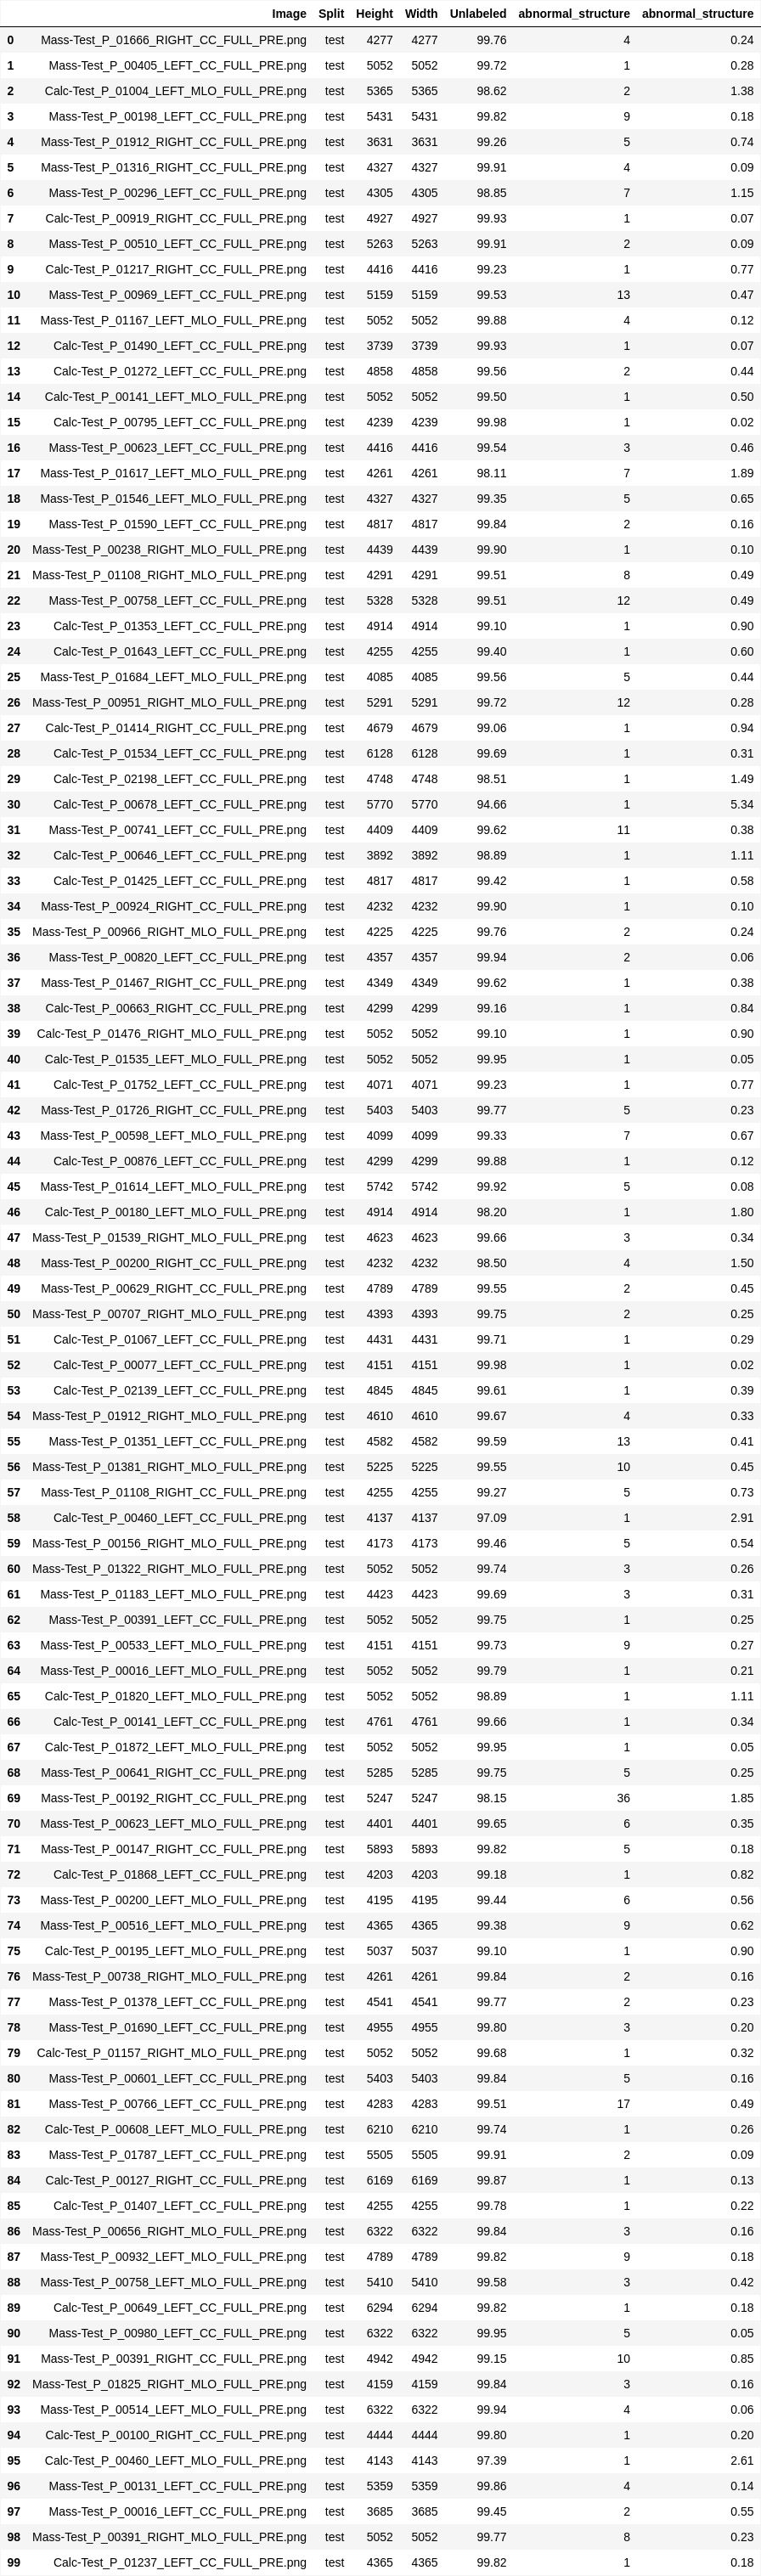 Image Split Height Width Unlabeled abnormal_structure abnormal_structure
0 Mass-Test_P_01666_RIGHT_CC_FULL_PRE.png test 4277 4277 99.76 4 0.24
1 Mass-Test_P_00405_LEFT_CC_FULL_PRE.png test 5052 5052 99.72 1 0.28
2 Calc-Test_P_01004_LEFT_MLO_FULL_PRE.png test 5365 5365 98.62 2 1.38
3 Mass-Test_P_00198_LEFT_CC_FULL_PRE.png test 5431 5431 99.82 9 0.18
4 Mass-Test_P_01912_RIGHT_CC_FULL_PRE.png test 3631 3631 99.26 5 0.74
5 Mass-Test_P_01316_RIGHT_CC_FULL_PRE.png test 4327 4327 99.91 4 0.09
6 Mass-Test_P_00296_LEFT_CC_FULL_PRE.png test 4305 4305 98.85 7 1.15
7 Calc-Test_P_00919_RIGHT_CC_FULL_PRE.png test 4927 4927 99.93 1 0.07
8 Mass-Test_P_00510_LEFT_CC_FULL_PRE.png test 5263 5263 99.91 2 0.09
9 Calc-Test_P_01217_RIGHT_CC_FULL_PRE.png test 4416 4416 99.23 1 0.77
10 Mass-Test_P_00969_LEFT_CC_FULL_PRE.png test 5159 5159 99.53 13 0.47
11 Mass-Test_P_01167_LEFT_MLO_FULL_PRE.png test 5052 5052 99.88 4 0.12
12 Calc-Test_P_01490_LEFT_CC_FULL_PRE.png test 3739 3739 99.93 1 0.07
13 Calc-Test_P_01272_LEFT_CC_FULL_PRE.png test 4858 4858 99.56 2 0.44
14 Calc-Test_P_00141_LEFT_MLO_FULL_PRE.png test 5052 5052 99.50 1 0.50
15 Calc-Test_P_00795_LEFT_CC_FULL_PRE.png test 4239 4239 99.98 1 0.02
16 Mass-Test_P_00623_LEFT_CC_FULL_PRE.png test 4416 4416 99.54 3 0.46
17 Mass-Test_P_01617_LEFT_MLO_FULL_PRE.png test 4261 4261 98.11 7 1.89
18 Mass-Test_P_01546_LEFT_MLO_FULL_PRE.png test 4327 4327 99.35 5 0.65
19 Mass-Test_P_01590_LEFT_CC_FULL_PRE.png test 4817 4817 99.84 2 0.16
20 Mass-Test_P_00238_RIGHT_MLO_FULL_PRE.png test 4439 4439 99.90 1 0.10
21 Mass-Test_P_01108_RIGHT_MLO_FULL_PRE.png test 4291 4291 99.51 8 0.49
22 Mass-Test_P_00758_LEFT_CC_FULL_PRE.png test 5328 5328 99.51 12 0.49
23 Calc-Test_P_01353_LEFT_CC_FULL_PRE.png test 4914 4914 99.10 1 0.90
24 Calc-Test_P_01643_LEFT_CC_FULL_PRE.png test 4255 4255 99.40 1 0.60
25 Mass-Test_P_01684_LEFT_MLO_FULL_PRE.png test 4085 4085 99.56 5 0.44
26 Mass-Test_P_00951_RIGHT_MLO_FULL_PRE.png test 5291 5291 99.72 12 0.28
27 Calc-Test_P_01414_RIGHT_CC_FULL_PRE.png test 4679 4679 99.06 1 0.94
28 Calc-Test_P_01534_LEFT_CC_FULL_PRE.png test 6128 6128 99.69 1 0.31
29 Calc-Test_P_02198_LEFT_CC_FULL_PRE.png test 4748 4748 98.51 1 1.49
30 Calc-Test_P_00678_LEFT_CC_FULL_PRE.png test 5770 5770 94.66 1 5.34
31 Mass-Test_P_00741_LEFT_CC_FULL_PRE.png test 4409 4409 99.62 11 0.38
32 Calc-Test_P_00646_LEFT_CC_FULL_PRE.png test 3892 3892 98.89 1 1.11
33 Calc-Test_P_01425_LEFT_CC_FULL_PRE.png test 4817 4817 99.42 1 0.58
34 Mass-Test_P_00924_RIGHT_CC_FULL_PRE.png test 4232 4232 99.90 1 0.10
35 Mass-Test_P_00966_RIGHT_MLO_FULL_PRE.png test 4225 4225 99.76 2 0.24
36 Mass-Test_P_00820_LEFT_CC_FULL_PRE.png test 4357 4357 99.94 2 0.06
37 Mass-Test_P_01467_RIGHT_CC_FULL_PRE.png test 4349 4349 99.62 1 0.38
38 Calc-Test_P_00663_RIGHT_CC_FULL_PRE.png test 4299 4299 99.16 1 0.84
39 Calc-Test_P_01476_RIGHT_MLO_FULL_PRE.png test 5052 5052 99.10 1 0.90
40 Calc-Test_P_01535_LEFT_MLO_FULL_PRE.png test 5052 5052 99.95 1 0.05
41 Calc-Test_P_01752_LEFT_CC_FULL_PRE.png test 4071 4071 99.23 1 0.77
42 Mass-Test_P_01726_RIGHT_CC_FULL_PRE.png test 5403 5403 99.77 5 0.23
43 Mass-Test_P_00598_LEFT_MLO_FULL_PRE.png test 4099 4099 99.33 7 0.67
44 Calc-Test_P_00876_LEFT_CC_FULL_PRE.png test 4299 4299 99.88 1 0.12
45 Mass-Test_P_01614_LEFT_MLO_FULL_PRE.png test 5742 5742 99.92 5 0.08
46 Calc-Test_P_00180_LEFT_MLO_FULL_PRE.png test 4914 4914 98.20 1 1.80
47 Mass-Test_P_01539_RIGHT_MLO_FULL_PRE.png test 4623 4623 99.66 3 0.34
48 Mass-Test_P_00200_RIGHT_CC_FULL_PRE.png test 4232 4232 98.50 4 1.50
49 Mass-Test_P_00629_RIGHT_CC_FULL_PRE.png test 4789 4789 99.55 2 0.45
50 Mass-Test_P_00707_RIGHT_MLO_FULL_PRE.png test 4393 4393 99.75 2 0.25
51 Calc-Test_P_01067_LEFT_CC_FULL_PRE.png test 4431 4431 99.71 1 0.29
52 Calc-Test_P_00077_LEFT_CC_FULL_PRE.png test 4151 4151 99.98 1 0.02
53 Calc-Test_P_02139_LEFT_CC_FULL_PRE.png test 4845 4845 99.61 1 0.39
54 Mass-Test_P_01912_RIGHT_MLO_FULL_PRE.png test 4610 4610 99.67 4 0.33
55 Mass-Test_P_01351_LEFT_CC_FULL_PRE.png test 4582 4582 99.59 13 0.41
56 Mass-Test_P_01381_RIGHT_MLO_FULL_PRE.png test 5225 5225 99.55 10 0.45
57 Mass-Test_P_01108_RIGHT_CC_FULL_PRE.png test 4255 4255 99.27 5 0.73
58 Calc-Test_P_00460_LEFT_CC_FULL_PRE.png test 4137 4137 97.09 1 2.91
59 Mass-Test_P_00156_RIGHT_MLO_FULL_PRE.png test 4173 4173 99.46 5 0.54
60 Mass-Test_P_01322_RIGHT_MLO_FULL_PRE.png test 5052 5052 99.74 3 0.26
61 Mass-Test_P_01183_LEFT_MLO_FULL_PRE.png test 4423 4423 99.69 3 0.31
62 Mass-Test_P_00391_LEFT_CC_FULL_PRE.png test 5052 5052 99.75 1 0.25
63 Mass-Test_P_00533_LEFT_MLO_FULL_PRE.png test 4151 4151 99.73 9 0.27
64 Mass-Test_P_00016_LEFT_MLO_FULL_PRE.png test 5052 5052 99.79 1 0.21
65 Calc-Test_P_01820_LEFT_MLO_FULL_PRE.png test 5052 5052 98.89 1 1.11
66 Calc-Test_P_00141_LEFT_CC_FULL_PRE.png test 4761 4761 99.66 1 0.34
67 Calc-Test_P_01872_LEFT_MLO_FULL_PRE.png test 5052 5052 99.95 1 0.05
68 Mass-Test_P_00641_RIGHT_CC_FULL_PRE.png test 5285 5285 99.75 5 0.25
69 Mass-Test_P_00192_RIGHT_CC_FULL_PRE.png test 5247 5247 98.15 36 1.85
70 Mass-Test_P_00623_LEFT_MLO_FULL_PRE.png test 4401 4401 99.65 6 0.35
71 Mass-Test_P_00147_RIGHT_CC_FULL_PRE.png test 5893 5893 99.82 5 0.18
72 Calc-Test_P_01868_LEFT_CC_FULL_PRE.png test 4203 4203 99.18 1 0.82
73 Mass-Test_P_00200_LEFT_MLO_FULL_PRE.png test 4195 4195 99.44 6 0.56
74 Mass-Test_P_00516_LEFT_MLO_FULL_PRE.png test 4365 4365 99.38 9 0.62
75 Calc-Test_P_00195_LEFT_MLO_FULL_PRE.png test 5037 5037 99.10 1 0.90
76 Mass-Test_P_00738_RIGHT_MLO_FULL_PRE.png test 4261 4261 99.84 2 0.16
77 Mass-Test_P_01378_LEFT_CC_FULL_PRE.png test 4541 4541 99.77 2 0.23
78 Mass-Test_P_01690_LEFT_CC_FULL_PRE.png test 4955 4955 99.80 3 0.20
79 Calc-Test_P_01157_RIGHT_MLO_FULL_PRE.png test 5052 5052 99.68 1 0.32
80 Mass-Test_P_00601_LEFT_CC_FULL_PRE.png test 5403 5403 99.84 5 0.16
81 Mass-Test_P_00766_LEFT_CC_FULL_PRE.png test 4283 4283 99.51 17 0.49
82 Calc-Test_P_00608_LEFT_MLO_FULL_PRE.png test 6210 6210 99.74 1 0.26
83 Mass-Test_P_01787_LEFT_CC_FULL_PRE.png test 5505 5505 99.91 2 0.09
84 Calc-Test_P_00127_RIGHT_CC_FULL_PRE.png test 6169 6169 99.87 1 0.13
85 Calc-Test_P_01407_LEFT_CC_FULL_PRE.png test 4255 4255 99.78 1 0.22
86 Mass-Test_P_00656_RIGHT_MLO_FULL_PRE.png test 6322 6322 99.84 3 0.16
87 Mass-Test_P_00932_LEFT_MLO_FULL_PRE.png test 4789 4789 99.82 9 0.18
88 Mass-Test_P_00758_LEFT_MLO_FULL_PRE.png test 5410 5410 99.58 3 0.42
89 Calc-Test_P_00649_LEFT_CC_FULL_PRE.png test 6294 6294 99.82 1 0.18
90 Mass-Test_P_00980_LEFT_CC_FULL_PRE.png test 6322 6322 99.95 5 0.05
91 Mass-Test_P_00391_RIGHT_CC_FULL_PRE.png test 4942 4942 99.15 10 0.85
92 Mass-Test_P_01825_RIGHT_MLO_FULL_PRE.png test 4159 4159 99.84 3 0.16
93 Mass-Test_P_00514_LEFT_MLO_FULL_PRE.png test 6322 6322 99.94 4 0.06
94 Calc-Test_P_00100_RIGHT_CC_FULL_PRE.png test 4444 4444 99.80 1 0.20
95 Calc-Test_P_00460_LEFT_MLO_FULL_PRE.png test 4143 4143 97.39 1 2.61
96 Mass-Test_P_00131_LEFT_CC_FULL_PRE.png test 5359 5359 99.86 4 0.14
97 Mass-Test_P_00016_LEFT_CC_FULL_PRE.png test 3685 3685 99.45 2 0.55
98 Mass-Test_P_00391_RIGHT_MLO_FULL_PRE.png test 5052 5052 99.77 8 0.23
99 Calc-Test_P_01237_LEFT_CC_FULL_PRE.png test 4365 4365 99.82 1 0.18